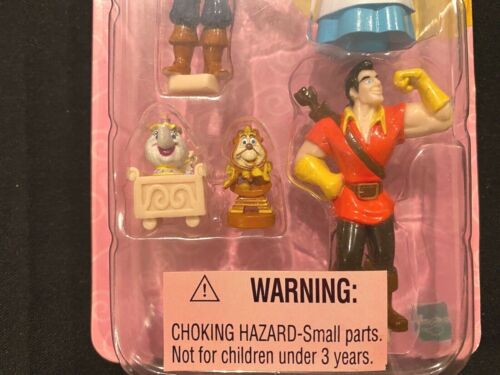 WARNING:
CHOKING HAZARD-Small parts.
Not for children under 3 years.